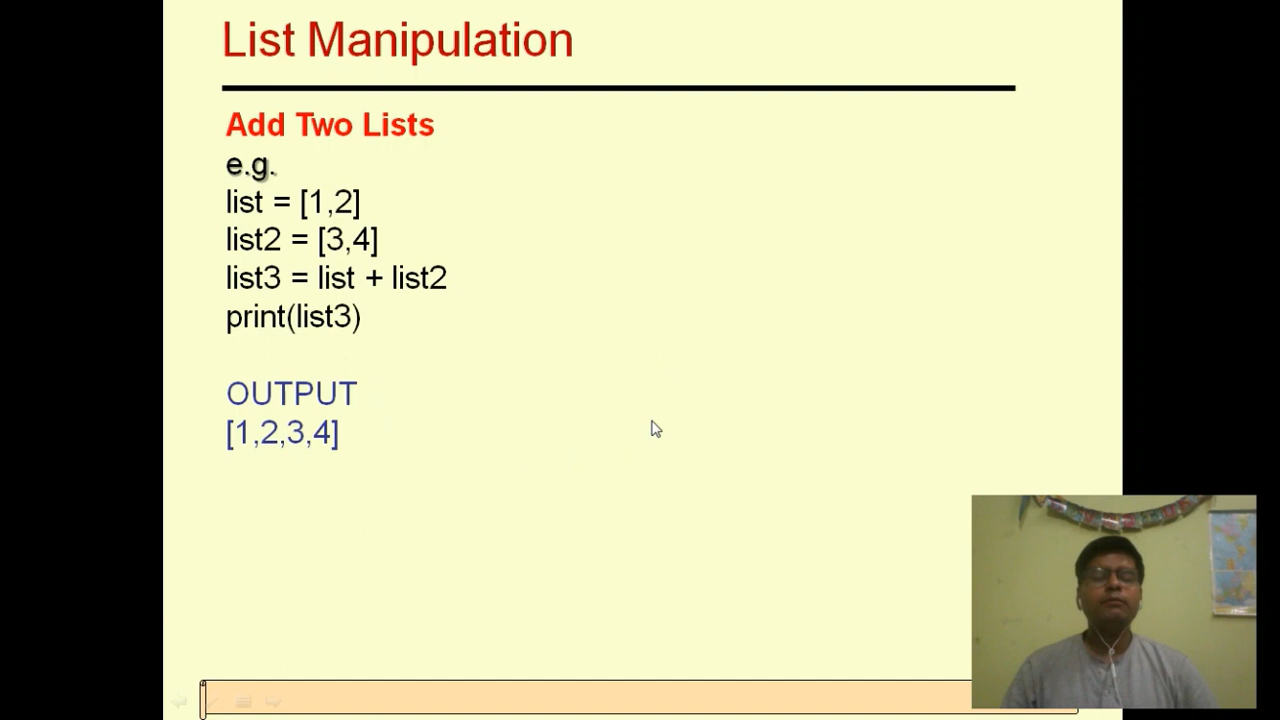 List Manipulation
Add Two Lists
e.g.
list = [1,2]
list2 = [3,4]
list3 = list + list2
print(list3)
OUTPUT
[1,2,3,4]